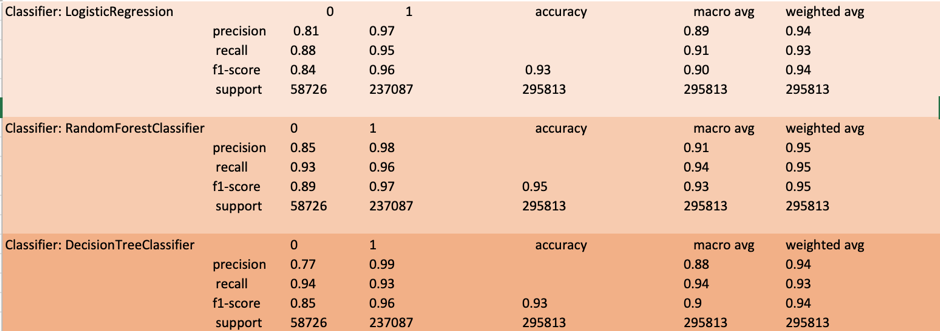 Classifier: LogisticRegression 0 1 accuracy macro avg weighted avg
precision 0.81 0.97 0.89 0.94
recall 0.88 0.95 0.91 0.93
f1-score 0.84 0.96 0.93 0.90 0.94
support 58726 237087 295813 295813 295813
Classifier: RandomForestClassifier 0 1 accuracy macro avg weighted avg
precision 0.85 0.98 0.91 0.95
recall 0.93 0.96 0.94 0.95
f1-score 0.89 0.97 0.95 0.93 0.95
support 58726 237087 295813 295813 295813
Classifier: DecisionTreeClassifier 0 1 accuracy macro avg weighted avg
precision 0.77 0.99 0.88 0.94
recall 0.94 0.93 0.94 0.93
f1-score 0.85 0.96 0.93 0.9 0.94
support 58726 237087 295813 295813 295813